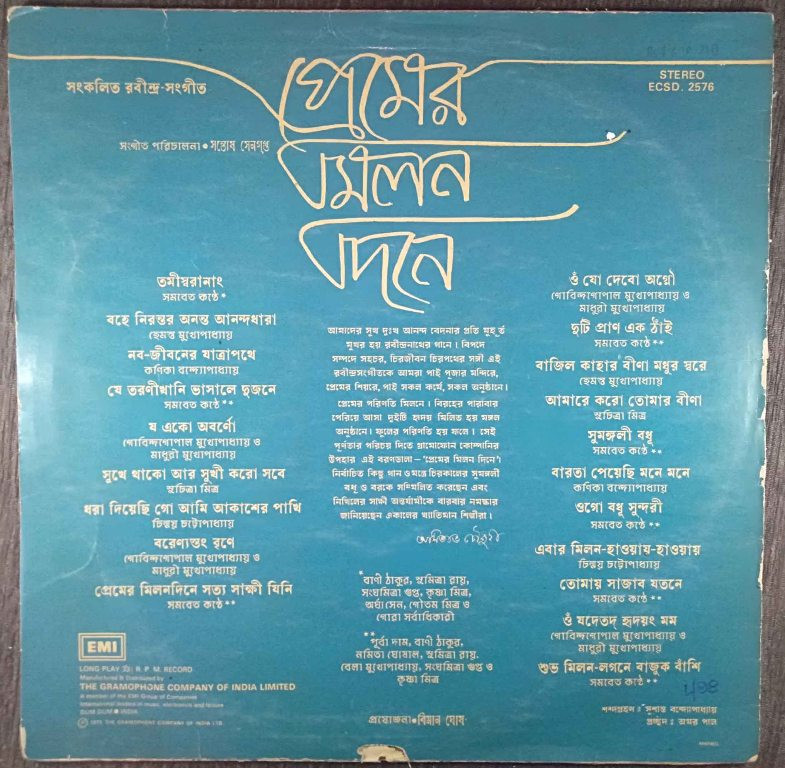 সংকলিত রবীন্দ্র-সংগীত
প্রেমের
মিলন
দিনে
STEREO
ECSD. 2576
সংগীত পরিচালনা • সন্তোষ সেনগুপ্ত
তমীশ্বরানাং
সমবেত কণ্ঠে *
বহে নিরন্তর অনন্ত আনন্দধারা
হেমন্ত মুখোপাধ্যায়
নব-জীবনের যাত্রাপথে
কণিকা বন্দ্যোপাধ্যায়
যে তরণীখানি ভাসালে দুজনে
সমবেত কণ্ঠে **
য একো অবর্ণো
গোবিন্দগোপাল মুখোপাধ্যায় ও
মাধুরী মুখোপাধ্যায়
সুখে থাকো আর সুখী করো সবে
সুচিত্রা মিত্র
ধরা দিয়েছি গো আমি আকাশের পাখি
চিন্ময় চট্টোপাধ্যায়
বরেণ্যস্তং বৃণে
গোবিন্দগোপাল মুখোপাধ্যায় ও
মাধুরী মুখোপাধ্যায়
প্রেমের মিলনদিনে সত্য সাক্ষী যিনি
সমবেত কণ্ঠে **
আমাদের সুখ দুঃখ আনন্দ বেদনার প্রতি মুহূর্ত
মুখর হয় রবীন্দ্রনাথের গানে। বিপদে
সম্পদে সহচর, চিরজীবন চিরপথের সঙ্গী এই
রবীন্দ্রসংগীতকে আমরা পাই পূজার মন্দিরে,
প্রেমের শিয়রে, পাই সকল কর্মে, সকল অনুষ্ঠানে।
প্রেমের পরিণতি মিলনে। বিরহের পারাবার
পেরিয়ে আসা দুইটি হৃদয় মিলিত হয় মঙ্গল
অনুষ্ঠানে। ফুলের পরিণতি হয় ফলে। সেই
পূর্ণতার পরিচয় দিতে গ্রামোফোন কোম্পানির
উপহার এই বরণডালা – 'প্রেমের মিলন দিনে'।
নির্বাচিত কিছু গান ও মন্ত্রে চিরকালের সুমঙ্গলী
বধূ ও বরকে সম্মিলিত করেছেন এবং
নিখিলের সাক্ষী অন্তর্যামীকে বারবার নমস্কার
জানিয়েছেন একালের খ্যাতিমান শিল্পীরা।
অমিতাভ চৌধুরী
* বাণী ঠাকুর, সুমিত্রা রায়,
সংঘমিত্রা গুপ্ত, কৃষ্ণা মিত্র,
অর্ঘ্য সেন, গৌতম মিত্র ও
গোরা সর্বাধিকারী
** পূর্বা দাম, বাণী ঠাকুর,
নমিতা ঘোষাল, সুমিত্রা রায়,
বেলা মুখোপাধ্যায়, সংঘমিত্রা গুপ্ত ও
কৃষ্ণা মিত্র
প্রযোজনা • বিমান ঘোষ
ওঁ যো দেবো অগ্নৌ
গোবিন্দগোপাল মুখোপাধ্যায় ও
মাধুরী মুখোপাধ্যায়
দুটি প্রাণ এক ঠাঁই
সমবেত কণ্ঠে **
বাজিল কাহার বীণা মধুর স্বরে
হেমন্ত মুখোপাধ্যায়
আমারে করো তোমার বীণা
সুচিত্রা মিত্র
সুমঙ্গলী বধূ
সমবেত কণ্ঠে **
বারতা পেয়েছি মনে মনে
কণিকা বন্দ্যোপাধ্যায়
ওগো বধূ সুন্দরী
সমবেত কণ্ঠে **
এবার মিলন-হাওয়ায়-হাওয়ায়
চিন্ময় চট্টোপাধ্যায়
তোমায় সাজাব যতনে
সমবেত কণ্ঠে **
ওঁ যদেতদ্ হৃদয়ং মম
গোবিন্দগোপাল মুখোপাধ্যায় ও
মাধুরী মুখোপাধ্যায়
শুভ মিলন-লগনে বাজুক বাঁশি
সমবেত কণ্ঠে **
শব্দগ্রহণ : সুশান্ত বন্দ্যোপাধ্যায়
প্রচ্ছদ : অমর পাল
EMI
LONG PLAY 33⅓ R. P. M. RECORD
Manufactured & Distributed by
THE GRAMOPHONE COMPANY OF INDIA LIMITED
A member of the EMI Group of Companies
International leaders in music, electronics and leisure
DUM DUM • INDIA
THE GRAMOPHONE COMPANY OF INDIA LTD.